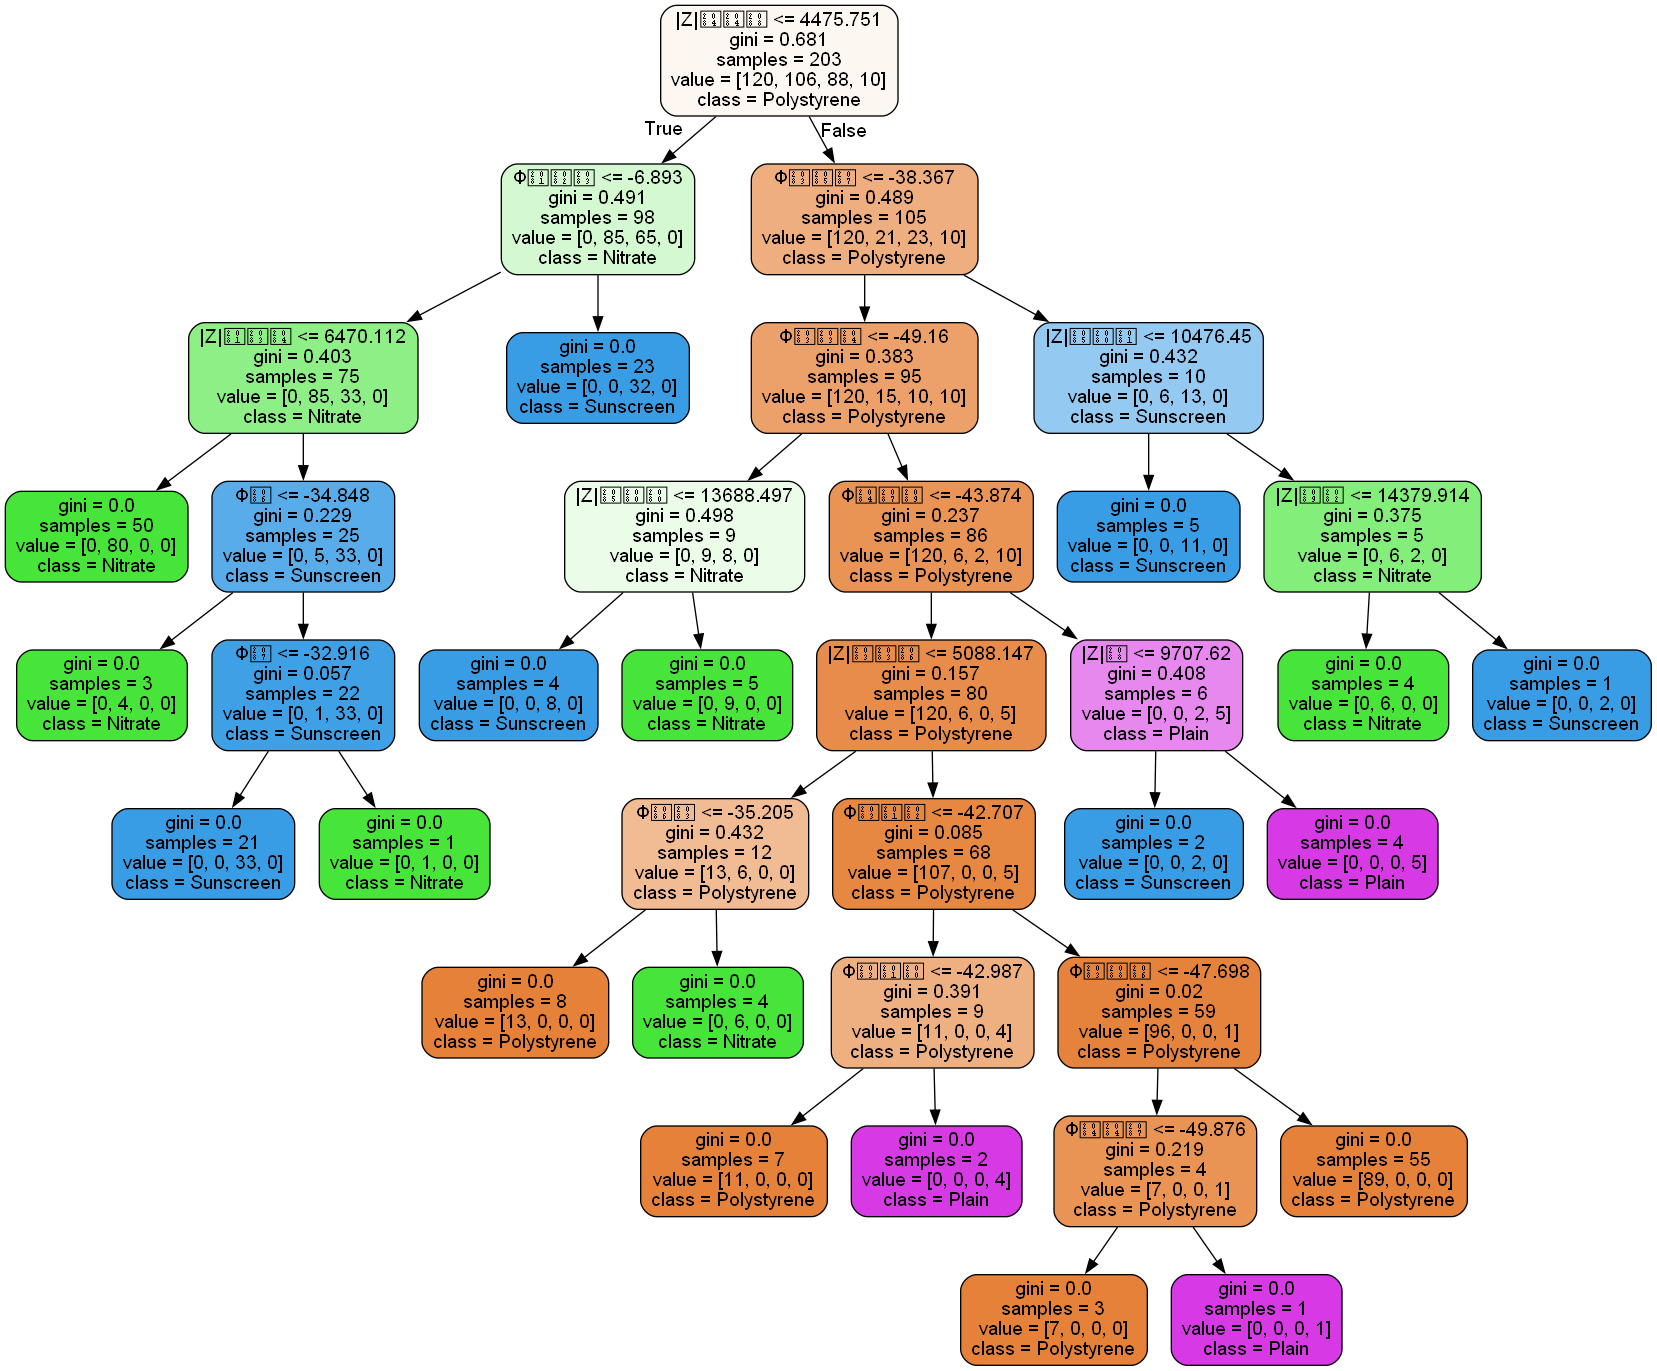 |Z| <= 4475.751
gini = 0.681
samples = 203
value = [120, 106, 88, 10]
class = Polystyrene
True
False
Φ <= -6.893
gini = 0.491
samples = 98
value = [0, 85, 65, 0]
class = Nitrate
Φ <= -38.367
gini = 0.489
samples = 105
value = [120, 21, 23, 10]
class = Polystyrene
|Z| <= 6470.112
gini = 0.403
samples = 75
value = [0, 85, 33, 0]
class = Nitrate
gini = 0.0
samples = 23
value = [0, 0, 32, 0]
class = Sunscreen
Φ <= -49.16
gini = 0.383
samples = 95
value = [120, 15, 10, 10]
class = Polystyrene
|Z| <= 10476.45
gini = 0.432
samples = 10
value = [0, 6, 13, 0]
class = Sunscreen
gini = 0.0
samples = 50
value = [0, 80, 0, 0]
class = Nitrate
Φ <= -34.848
gini = 0.229
samples = 25
value = [0, 5, 33, 0]
class = Sunscreen
|Z| <= 13688.497
gini = 0.498
samples = 9
value = [0, 9, 8, 0]
class = Nitrate
Φ <= -43.874
gini = 0.237
samples = 86
value = [120, 6, 2, 10]
class = Polystyrene
gini = 0.0
samples = 5
value = [0, 0, 11, 0]
class = Sunscreen
|Z| <= 14379.914
gini = 0.375
samples = 5
value = [0, 6, 2, 0]
class = Nitrate
gini = 0.0
samples = 3
value = [0, 4, 0, 0]
class = Nitrate
Φ <= -32.916
gini = 0.057
samples = 22
value = [0, 1, 33, 0]
class = Sunscreen
gini = 0.0
samples = 4
value = [0, 0, 8, 0]
class = Sunscreen
gini = 0.0
samples = 5
value = [0, 9, 0, 0]
class = Nitrate
|Z| <= 5088.147
gini = 0.157
samples = 80
value = [120, 6, 0, 5]
class = Polystyrene
|Z| <= 9707.62
gini = 0.408
samples = 6
value = [0, 0, 2, 5]
class = Plain
gini = 0.0
samples = 4
value = [0, 6, 0, 0]
class = Nitrate
gini = 0.0
samples = 1
value = [0, 0, 2, 0]
class = Sunscreen
gini = 0.0
samples = 21
value = [0, 0, 33, 0]
class = Sunscreen
gini = 0.0
samples = 1
value = [0, 1, 0, 0]
class = Nitrate
Φ <= -35.205
gini = 0.432
samples = 12
value = [13, 6, 0, 0]
class = Polystyrene
Φ <= -42.707
gini = 0.085
samples = 68
value = [107, 0, 0, 5]
class = Polystyrene
gini = 0.0
samples = 2
value = [0, 0, 2, 0]
class = Sunscreen
gini = 0.0
samples = 4
value = [0, 0, 0, 5]
class = Plain
gini = 0.0
samples = 8
value = [13, 0, 0, 0]
class = Polystyrene
gini = 0.0
samples = 4
value = [0, 6, 0, 0]
class = Nitrate
Φ <= -42.987
gini = 0.391
samples = 9
value = [11, 0, 0, 4]
class = Polystyrene
Φ <= -47.698
gini = 0.02
samples = 59
value = [96, 0, 0, 1]
class = Polystyrene
gini = 0.0
samples = 7
value = [11, 0, 0, 0]
class = Polystyrene
gini = 0.0
samples = 2
value = [0, 0, 0, 4]
class = Plain
Φ <= -49.876
gini = 0.219
samples = 4
value = [7, 0, 0, 1]
class = Polystyrene
gini = 0.0
samples = 55
value = [89, 0, 0, 0]
class = Polystyrene
gini = 0.0
samples = 3
value = [7, 0, 0, 0]
class = Polystyrene
gini = 0.0
samples = 1
value = [0, 0, 0, 1]
class = Plain